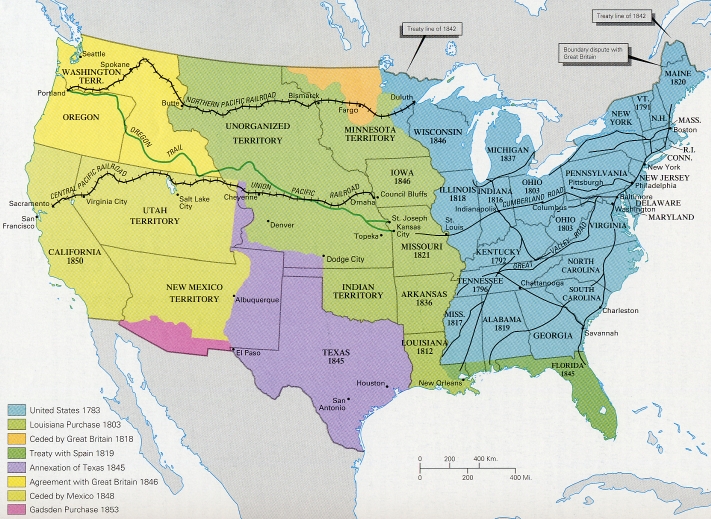 Treaty line of 1842
Treaty line of 1842
Boundary dispute with
Great Britain
Seattle
Spokane
WASHINGTON
TERR.
Portland
OREGON
Butte
NORTHERN PACIFIC RAILROAD
Bismarck
Fargo
Duluth
OREGON TRAIL
UNORGANIZED
TERRITORY
MINNESOTA
TERRITORY
WISCONSIN
1846
MICHIGAN
1837
MAINE
1820
VT.
1791
N.H.
NEW
YORK
MASS.
Boston
R.I
CONN.
New York
NEW JERSEY
Philadelphia
PENNSYLVANIA
Pittsburgh
Baltimore
DELAWARE
Washington
MARYLAND
IOWA
1846
Council Bluffs
Omaha
CENTRAL PACIFIC RAILROAD
UNION PACIFIC RAILROAD
Sacramento
Virginia City
San
Francisco
Salt Lake
City
Cheyenne
UTAH
TERRITORY
Denver
St. Joseph
Kansas
City
Topeka
St.
Louis
ILLINOIS
1818
INDIANA
1816
Indianapolis
OHIO
1803
CUMBERLAND ROAD
Columbus
OHIO
1803
VIRGINIA
GREAT VALLEY ROAD
CALIFORNIA
1850
Dodge City
MISSOURI
1821
KENTUCKY
1792
NEW MEXICO
TERRITORY
Albuquerque
INDIAN
TERRITORY
ARKANSAS
1836
TENNESSEE
1796
Chattanooga
NORTH
CAROLINA
SOUTH
CAROLINA
Charleston
MISS.
1817
ALABAMA
1819
GEORGIA
Savannah
El Paso
TEXAS
1845
LOUISIANA
1812
FLORIDA
1845
Houston
New Orleans
San
Antonio
United States 1783
Louisiana Purchase 1803
Ceded by Great Britain 1818
Treaty with Spain 1819
Annexation of Texas 1845
Agreement with Great Britain 1846
Ceded by Mexico 1848
Gadsden Purchase 1853
0 200 400 Km.
0 200 400 Mi.